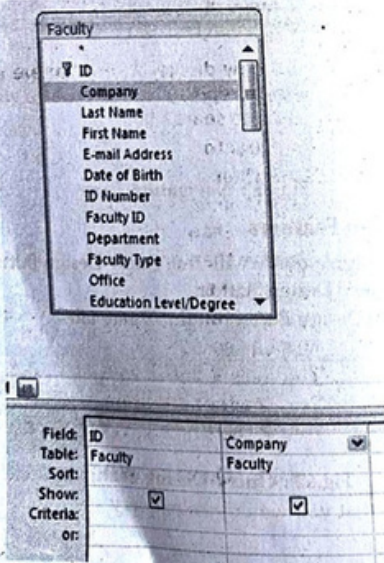 Faculty
*
ID
Company
Last Name
First Name
E-mail Address
Date of Birth
ID Number
Faculty ID
Department
Faculty Type
Office
Education Level/Degree
Field: ID Company
Table: Faculty Faculty
Sort:
Show:
Criteria:
or: